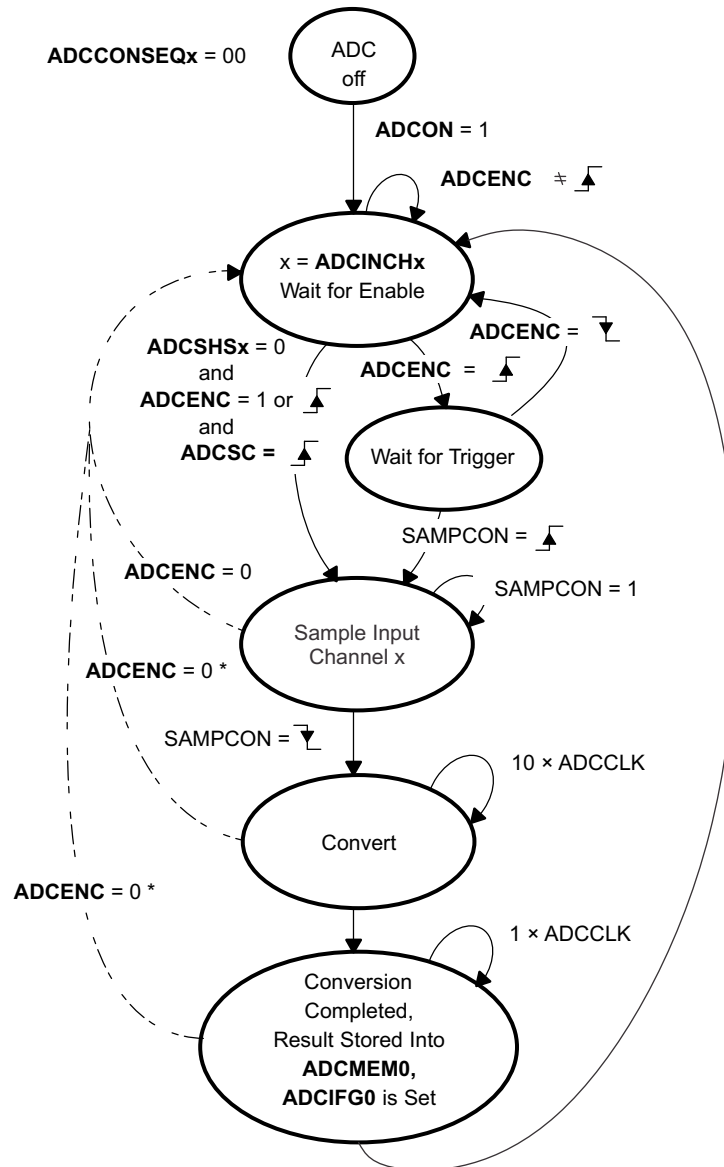 ADCCONSEQx = 00
ADC
off
ADCON = 1
ADCENC ≠
x = ADCINCHx
Wait for Enable
ADCENC =
ADCSHSx = 0
and
ADCENC = 1 or
and
ADCSC =
ADCENC =
Wait for Trigger
SAMPCON =
ADCENC = 0
SAMPCON = 1
Sample Input
Channel x
ADCENC = 0 *
SAMPCON =
10 × ADCCLK
Convert
ADCENC = 0 *
1 × ADCCLK
Conversion
Completed,
Result Stored Into
ADCMEM0,
ADCIFG0 is Set